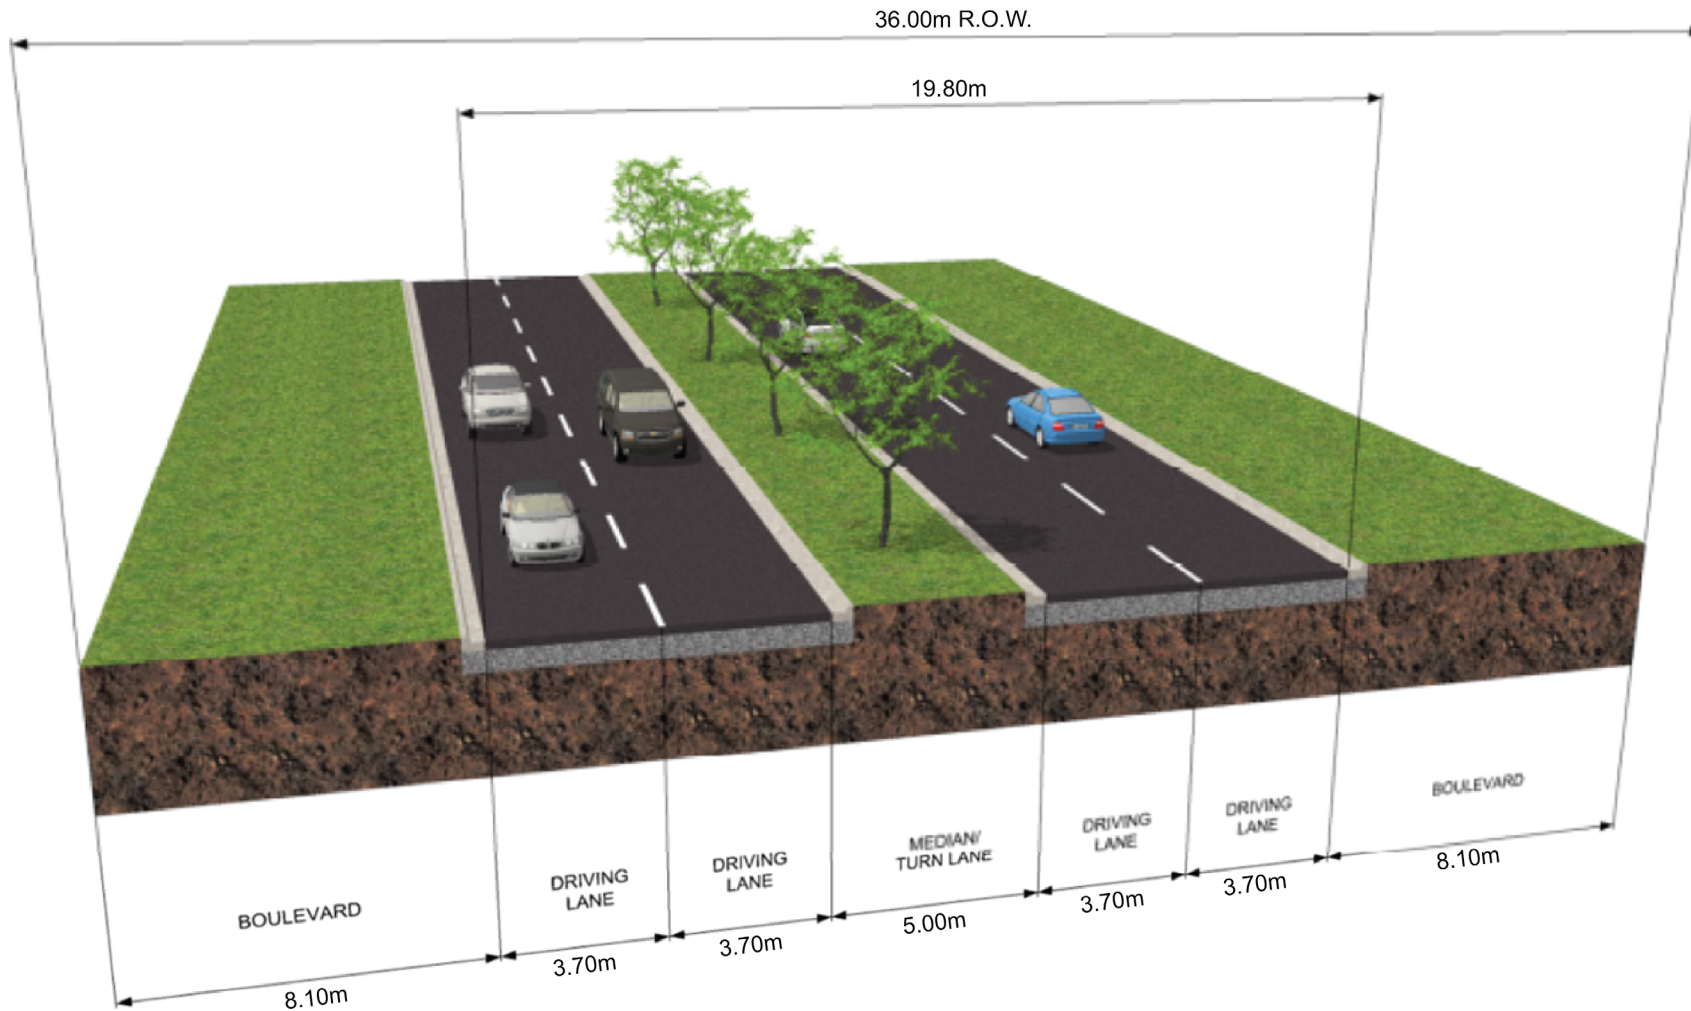 36.00m R.O.W.
19.80m
BOULEVARD
DRIVING
LANE
DRIVING
LANE
MEDIAN/
TURN LANE
DRIVING
LANE
DRIVING
LANE
BOULEVARD
8.10m
3.70m
3.70m
5.00m
3.70m
3.70m
8.10m